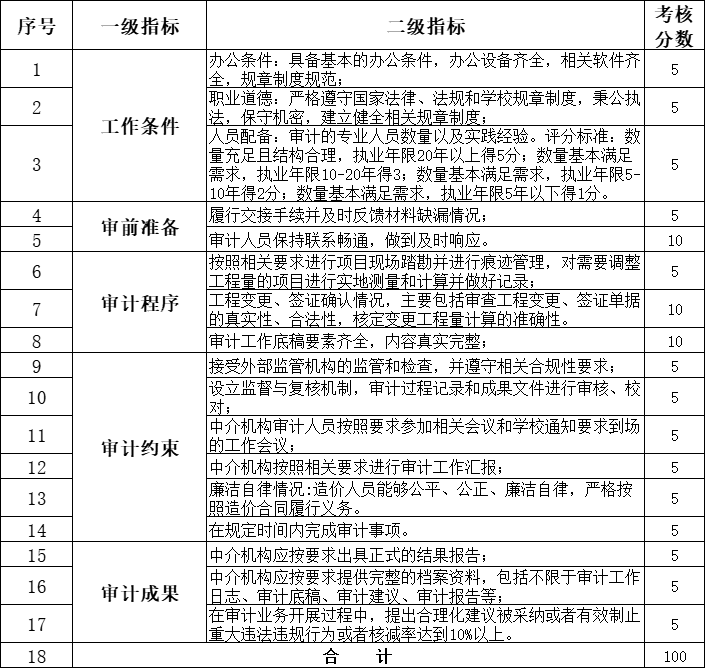 序号 一级指标 二级指标 考核分数
1 工作条件 办公条件：具备基本的办公条件，办公设备齐全，相关软件齐
全，规章制度规范； 5
2 职业道德：严格遵守国家法律、法规和学校规章制度，秉公执
法，保守机密，建立健全相关规章制度； 5
3 人员配备：审计的专业人员数量以及实践经验。评分标准：数
量充足且结构合理，执业年限20年以上得5分；数量基本满足
需求，执业年限10-20年得3；数量基本满足需求，执业年限5-
10年得2分；数量基本满足需求，执业年限5年以下得1分。 5
4 审前准备 履行交接手续并及时反馈材料缺漏情况； 5
5 审计人员保持联系畅通，做到及时响应。 10
6 审计程序 按照相关要求进行项目现场踏勘并进行痕迹管理，对需要调整
工程量的项目进行实地测量和计算并做好记录； 5
7 工程变更、签证确认情况，主要包括审查工程变更、签证单据
的真实性、合法性，核定变更工程量计算的准确性。 10
8 审计工作底稿要素齐全，内容真实完整； 10
9 审计约束 接受外部监管机构的监管和检查，并遵守相关合规性要求； 5
10 设立监督与复核机制，审计过程记录和成果文件进行审核、校
对； 5
11 中介机构审计人员按照要求参加相关会议和学校通知要求到场
的工作会议； 5
12 中介机构按照相关要求进行审计工作汇报； 5
13 廉洁自律情况:造价人员能够公平、公正、廉洁自律，严格按
照造价合同履行义务。 5
14 在规定时间内完成审计事项。 5
15 审计成果 中介机构应按要求出具正式的结果报告； 5
16 中介机构应按要求提供完整的档案资料，包括不限于审计工作
日志、审计底稿、审计建议、审计报告等； 5
17 在审计业务开展过程中，提出合理化建议被采纳或者有效制止
重大违法违规行为或者核减率达到10%以上。 5
18 合 计 100